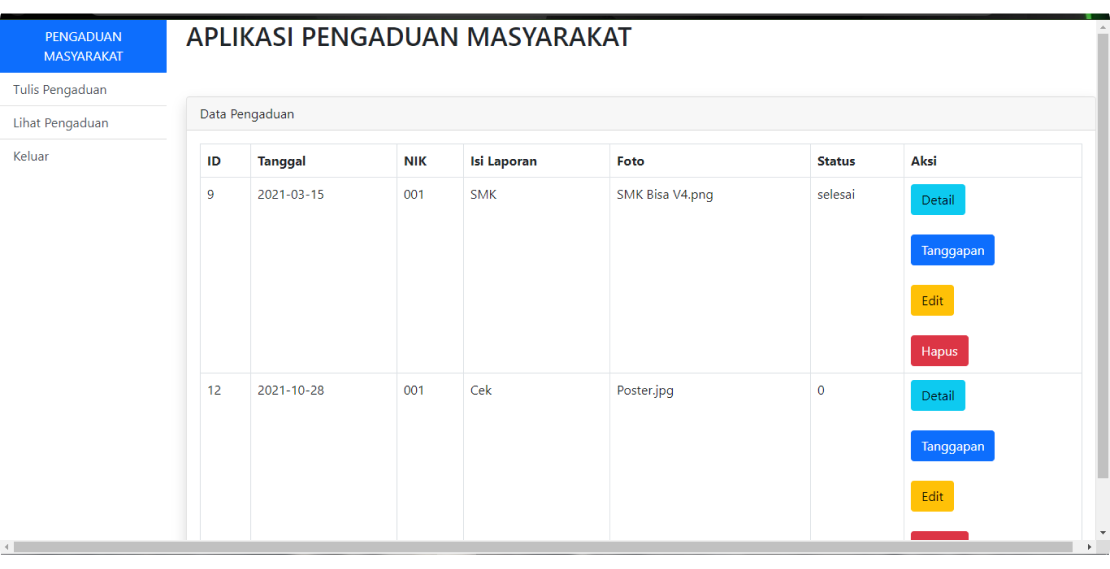 PENGADUAN
MASYARAKAT
Tulis Pengaduan
Lihat Pengaduan
Keluar
APLIKASI PENGADUAN MASYARAKAT
Data Pengaduan
ID Tanggal NIK Isi Laporan Foto Status Aksi
9 2021-03-15 001 SMK SMK Bisa V4.png selesai Detail
Tanggapan
Edit
Hapus
12 2021-10-28 001 Cek Poster.jpg 0 Detail
Tanggapan
Edit